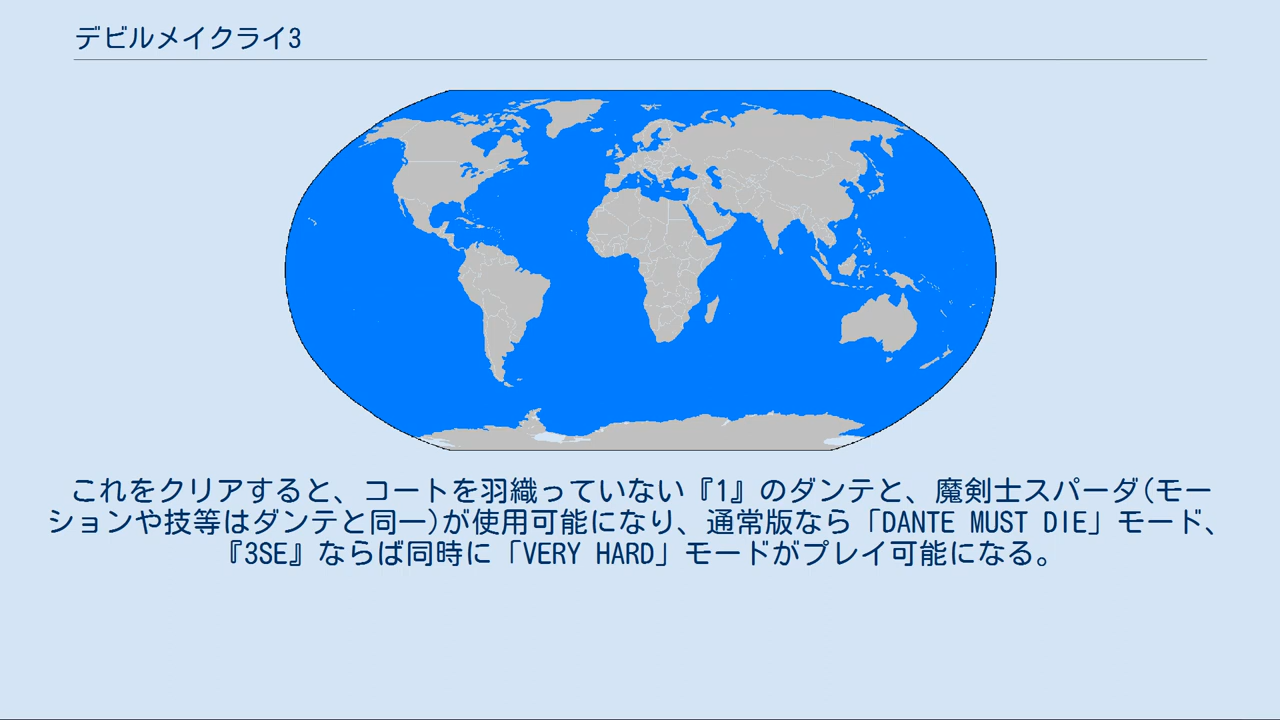 デビルメイクライ3
これをクリアすると、コートを羽織っていない『1』のダンテと、魔剣士スパーダ(モー
ションや技等はダンテと同一)が使用可能になり、通常版なら「DANTE MUST DIE」モード、
『3SE』ならば同時に「VERY HARD」モードがプレイ可能になる。